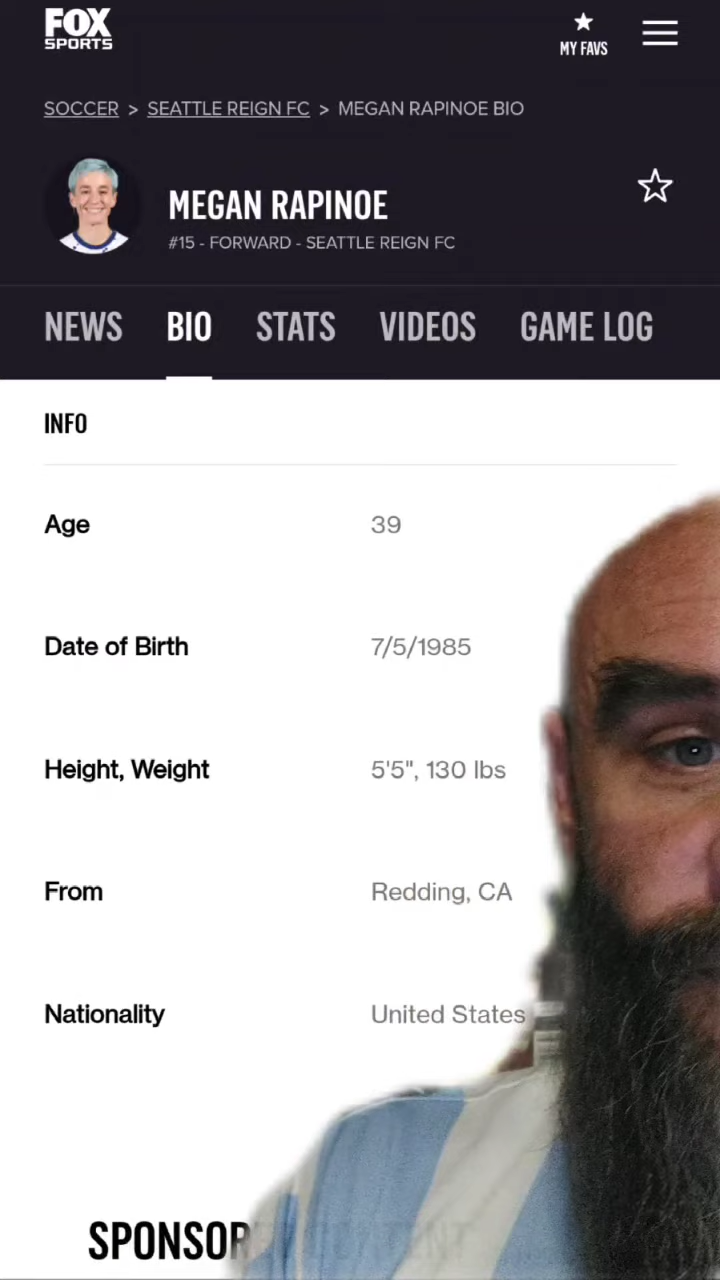 FOX
SPORTS
MY FAVS
SOCCER > SEATTLE REIGN FC > MEGAN RAPINOE BIO
MEGAN RAPINOE
#15 - FORWARD - SEATTLE REIGN FC
NEWS BIO STATS VIDEOS GAME LOG
INFO
Age 39
Date of Birth 7/5/1985
Height, Weight 5'5", 130 lbs
From Redding, CA
Nationality United States
SPONSORED CONTENT